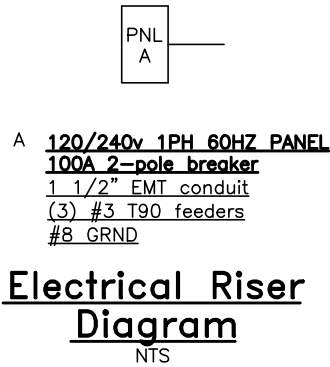 PNL
A
A 120/240v 1PH 60HZ PANEL
100A 2-pole breaker
1 1/2" EMT conduit
(3) #3 T90 feeders
#8 GRND
Electrical Riser
Diagram
NTS